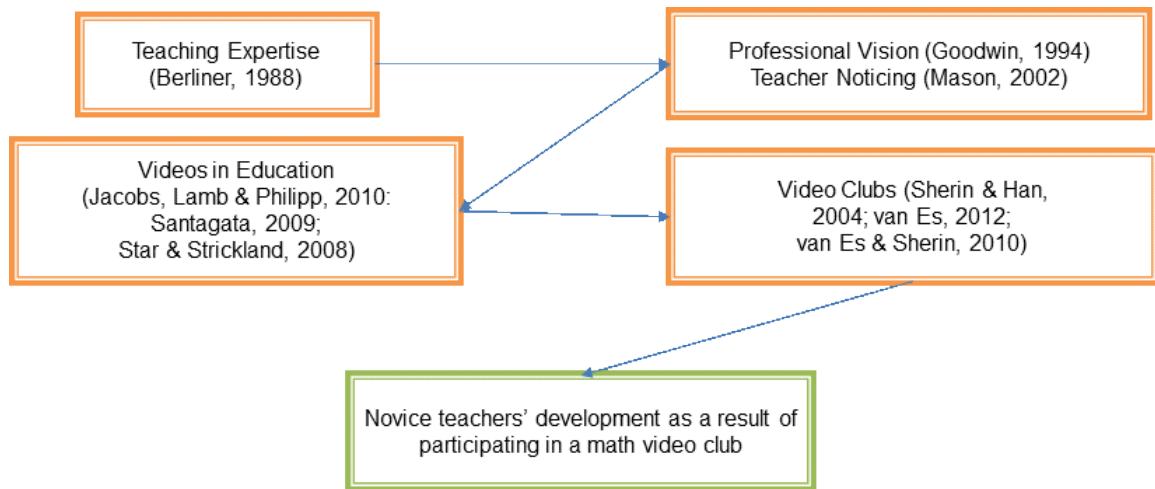 Teaching Expertise
(Berliner, 1988)
Professional Vision (Goodwin, 1994)
Teacher Noticing (Mason, 2002)
Videos in Education
(Jacobs, Lamb & Philipp, 2010:
Santagata, 2009;
Star & Strickland, 2008)
Video Clubs (Sherin & Han,
2004; van Es, 2012;
van Es & Sherin, 2010)
Novice teachers’ development as a result of
participating in a math video club